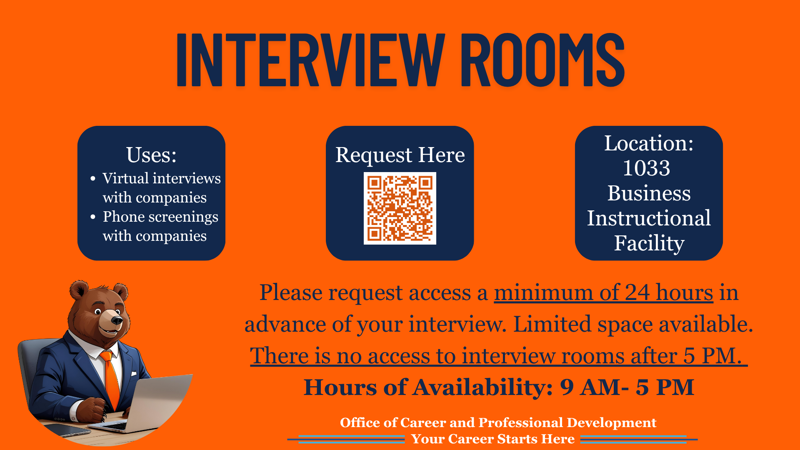 INTERVIEW ROOMS
Uses:
• Virtual interviews
with companies
• Phone screenings
with companies
Request Here
Location:
1033
Business
Instructional
Facility
Please request access a minimum of 24 hours in
advance of your interview. Limited space available.
There is no access to interview rooms after 5 PM.
Hours of Availability: 9 AM- 5 PM
Office of Career and Professional Development
Your Career Starts Here